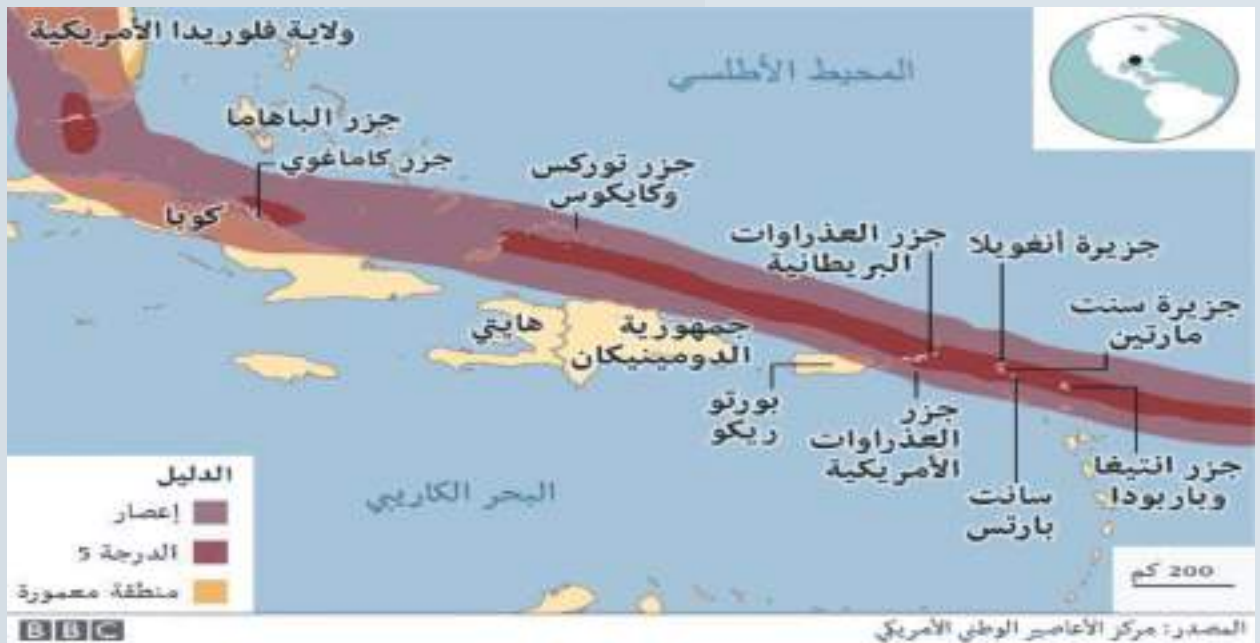 ولاية فلوريدا الأمريكية
المحيط الأطلسي
جزر الباهاما
جزر كاماغوي
جزر توركس
وكايكوس
كوبا
جزر العذراوات
البريطانية
جزيرة أنغويلا
جزيرة سنت
مارتين
هايتي
جمهورية
الدومينيكان
بورتو
ريكو
جزر
العذراوات
الأمريكية
سانت
بارتس
جزر انتيغا
وباربودا
البحر الكاريبي
الدليل
إعصار
الدرجة 5
منطقة معمورة
200 كم
المصدر: مركز الأعاصير الوطني الأمريكي
BBC